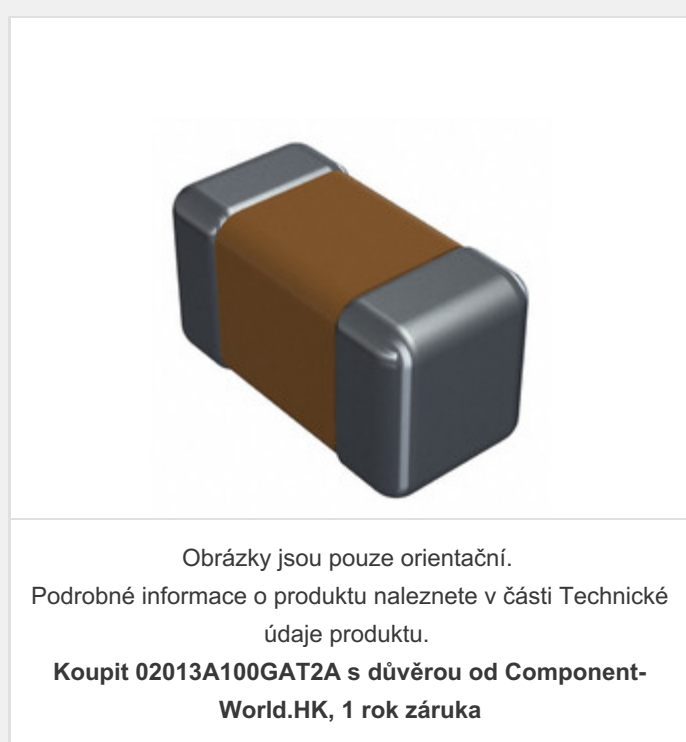 Obrázky jsou pouze orientační.
Podrobné informace o produktu naleznete v části Technické
údaje produktu.
Koupit 02013A100GAT2A s důvěrou od Component-
World.HK, 1 rok záruka